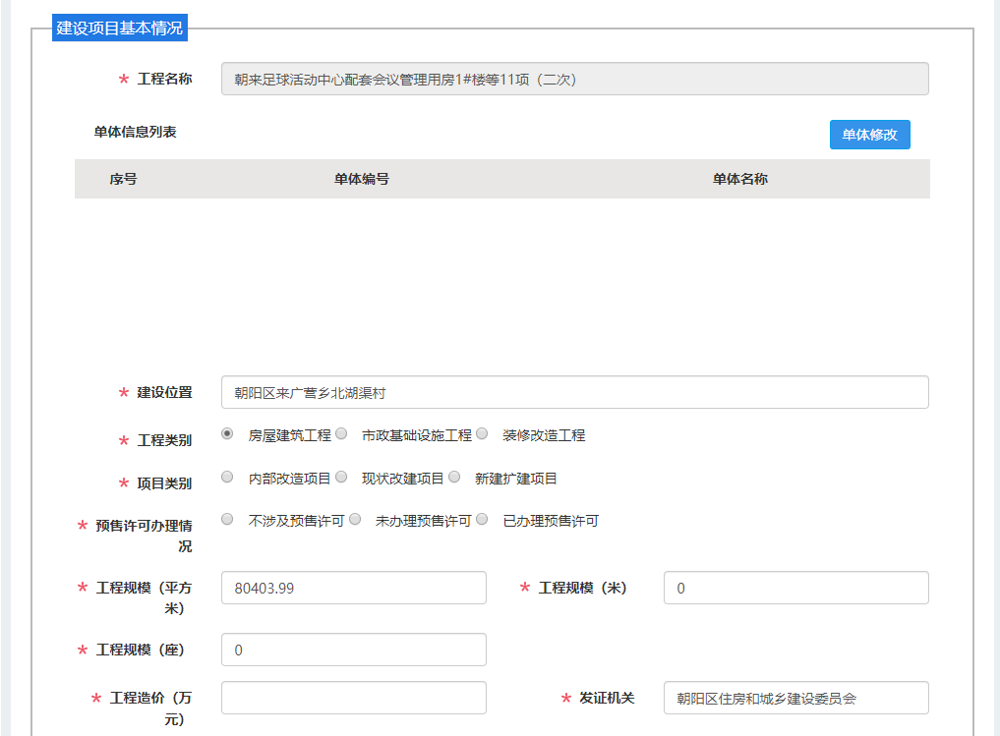 建设项目基本情况
* 工程名称 朝来足球活动中心配套会议管理用房1#楼等11项（二次）
单体信息列表 单体修改
序号 单体编号 单体名称
* 建设位置 朝阳区来广营乡北湖渠村
* 工程类别 房屋建筑工程 市政基础设施工程 装修改造工程
* 项目类别 内部改造项目 现状改建项目 新建扩建项目
* 预售许可办理情 不涉及预售许可 未办理预售许可 已办理预售许可
况
* 工程规模（平方 80403.99 * 工程规模（米） 0
米）
* 工程规模（座） 0
* 工程造价（万 * 发证机关 朝阳区住房和城乡建设委员会
元）